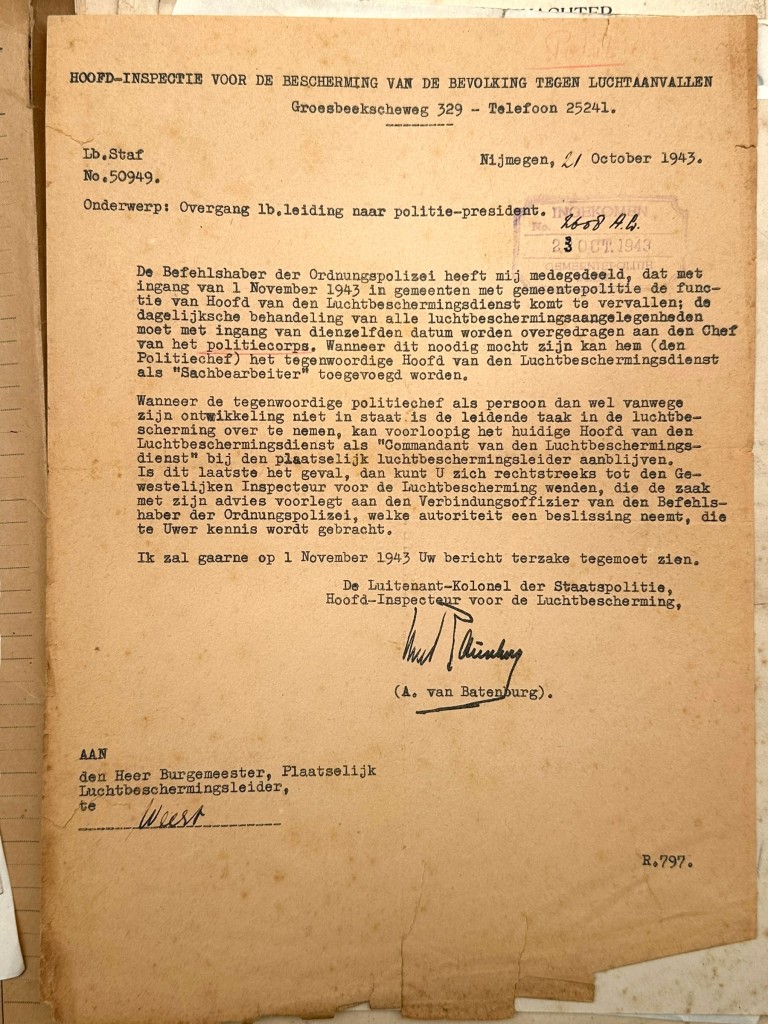 HOOFD-INSPECTIE VOOR DE BESCHERMING VAN DE BEVOLKING TEGEN LUCHTAANVALLEN
Groesbeekscheweg 329 - Telefoon 25241.
Lb.Staf
No.50949.
Nijmegen, 21 October 1943.
Onderwerp: Overgang lb.leiding naar politie-president.
INGEKOMEN
No. 2608 A.B.
23 OCT. 1943
De Befehlshaber der Ordnungspolizei heeft mij medegedeeld, dat met
ingang van 1 November 1943 in gemeenten met gemeentepolitie de func-
tie van Hoofd van den Luchtbeschermingsdienst komt te vervallen; de
dagelijksche behandeling van alle luchtbeschermingsaangelegenheden
moet met ingang van dienzelfden datum worden overgedragen aan den Chef
van het politiecorps. Wanneer dit noodig mocht zijn kan hem (den
Politiechef) het tegenwoordige Hoofd van den Luchtbeschermingsdienst
als "Sachbearbeiter" toegevoegd worden.
Wanneer de tegenwoordige politiechef als persoon dan wel vanwege
zijn ontwikkeling niet in staat is de leidende taak in de luchtbe-
scherming over te nemen, kan voorloopig het huidige Hoofd van den
Luchtbeschermingsdienst als "Commandant van den Luchtbeschermings-
dienst" bij den plaatselijk luchtbeschermingsleider aanblijven.
Is dit laatste het geval, dan kunt U zich rechtstreeks tot den Ge-
westelijken Inspecteur voor de Luchtbescherming wenden, die de zaak
met zijn advies voorlegt aan den Verbindungsoffizier van den Befehls-
haber der Ordnungspolizei, welke autoriteit een beslissing neemt, die
te Uwer kennis wordt gebracht.
Ik zal gaarne op 1 November 1943 Uw bericht terzake tegemoet zien.
De Luitenant-Kolonel der Staatspolitie,
Hoofd-Inspecteur voor de Luchtbescherming,
(A. van Batenburg).
AAN
den Heer Burgemeester, Plaatselijk
Luchtbeschermingsleider,
te Weert
R.797.